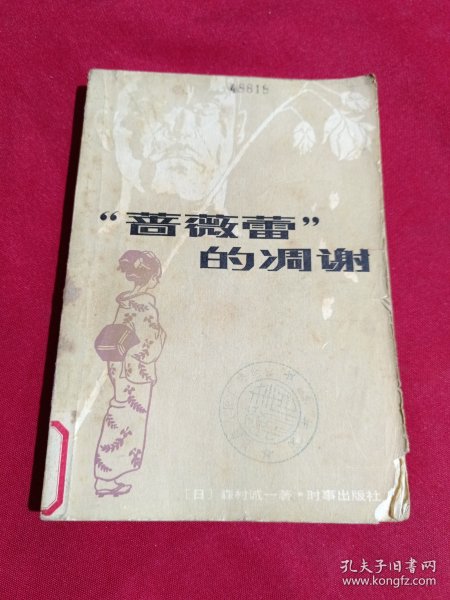 48618
“蔷薇蕾”
的凋谢
[日]森村诚一著·时事出版社
孔夫子旧书网
www.kongfz.com